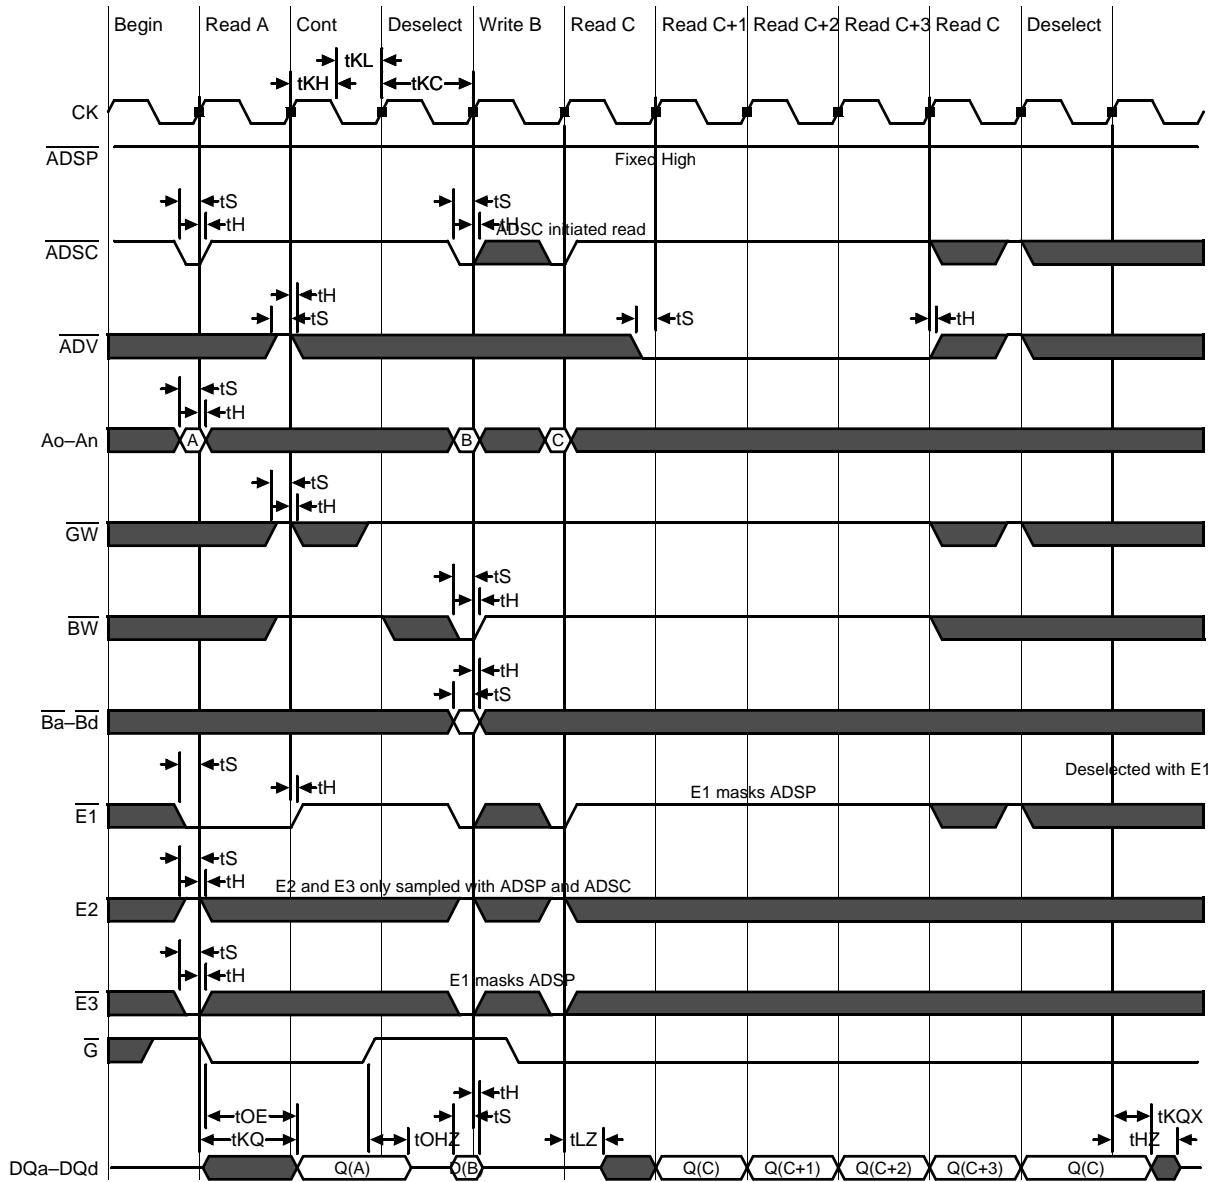 Begin Read A Cont Deselect Write B Read C Read C+1 Read C+2 Read C+3 Read C Deselect
tKL
tKH tKC
CK
ADSP
Fixed High
tS tS
tH tH
ADSC initiated read
ADSC
tH
tS tS tH
ADV
tS
tH
Ao–An A B C
tS
tH
GW
tS
tH
BW
tH
tS
Ba–Bd
tS Deselected with E1
tH
E1 masks ADSP
E1
tS
tH
E2 and E3 only sampled with ADSP and ADSC
E2
tS
tH
E1 masks ADSP
E3
G
tH
tOE tS tKQX
tKQ tOHZ tLZ tHZ
DQa–DQd Q(A) D(B Q(C) Q(C+1) Q(C+2) Q(C+3) Q(C)